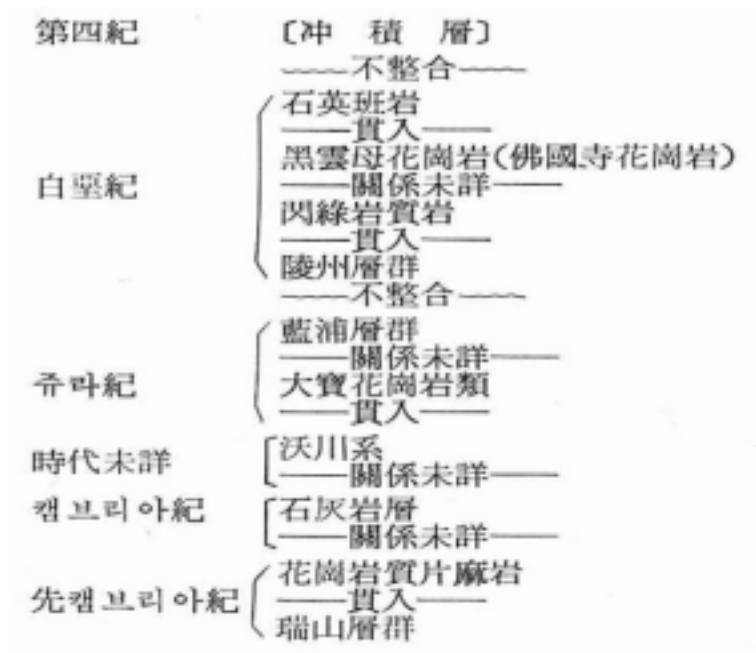 第四紀 〔冲 積 層〕
不整合
石英班岩
貫入
黑雲母花崗岩(佛國寺花崗岩)
關係未詳
白堊紀 閃綠岩質岩
貫入
陵州層群
不整合
藍浦層群
關係未詳
쥬라紀 大寶花崗岩類
貫入
時代未詳 沃川系
關係未詳
캠브리아紀 石灰岩層
關係未詳
花崗岩質片麻岩
先캠브리아紀 貫入
瑞山層群